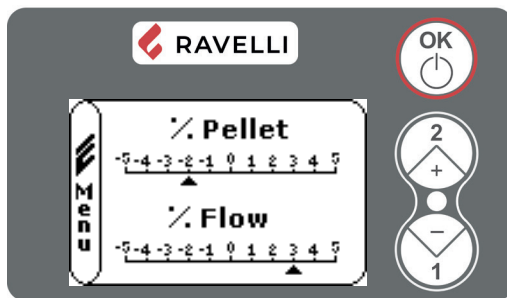 RAVELLI
OK
Menu
% Pellet
-5 -4 -3 -2 -1 0 1 2 3 4 5
% Flow
-5 -4 -3 -2 -1 0 1 2 3 4 5
2
+
−
1